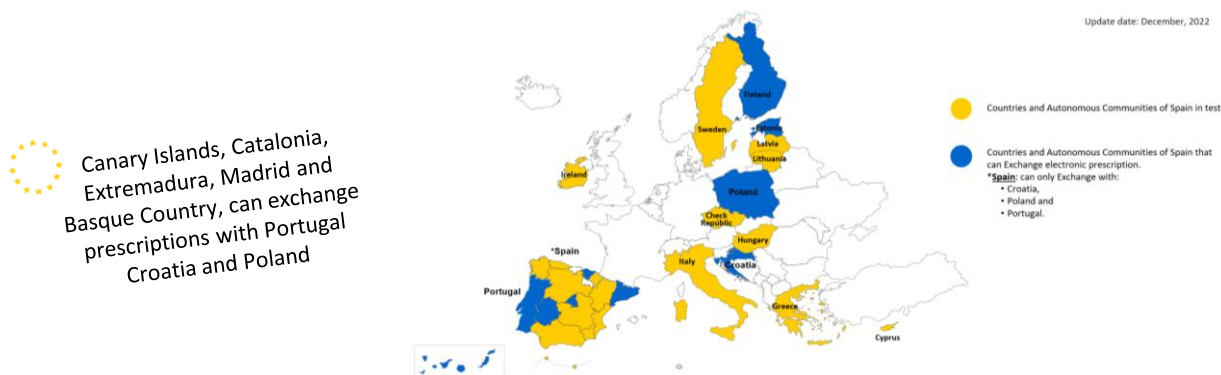 Canary Islands, Catalonia,
Extremadura, Madrid and
Basque Country, can exchange
prescriptions with Portugal
Croatia and Poland
Update date: December, 2022
Finland
Sweden
Estonia
Latvia
Lithuania
Ireland
Poland
Check
Republic
Hungary
*Spain
Italy
Croatia
Portugal
Greece
Cyprus
Countries and Autonomous Communities of Spain in test
Countries and Autonomous Communities of Spain that
can Exchange electronic prescription.
*Spain: can only Exchange with:
• Croatia,
• Poland and
• Portugal.